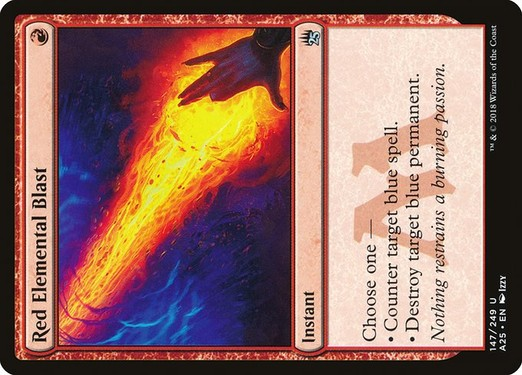 Red Elemental Blast
Instant
Choose one —
• Counter target blue spell.
• Destroy target blue permanent.
Nothing restrains a burning passion.
147/249 U
A25 • EN Izzy
™ & © 2018 Wizards of the Coast